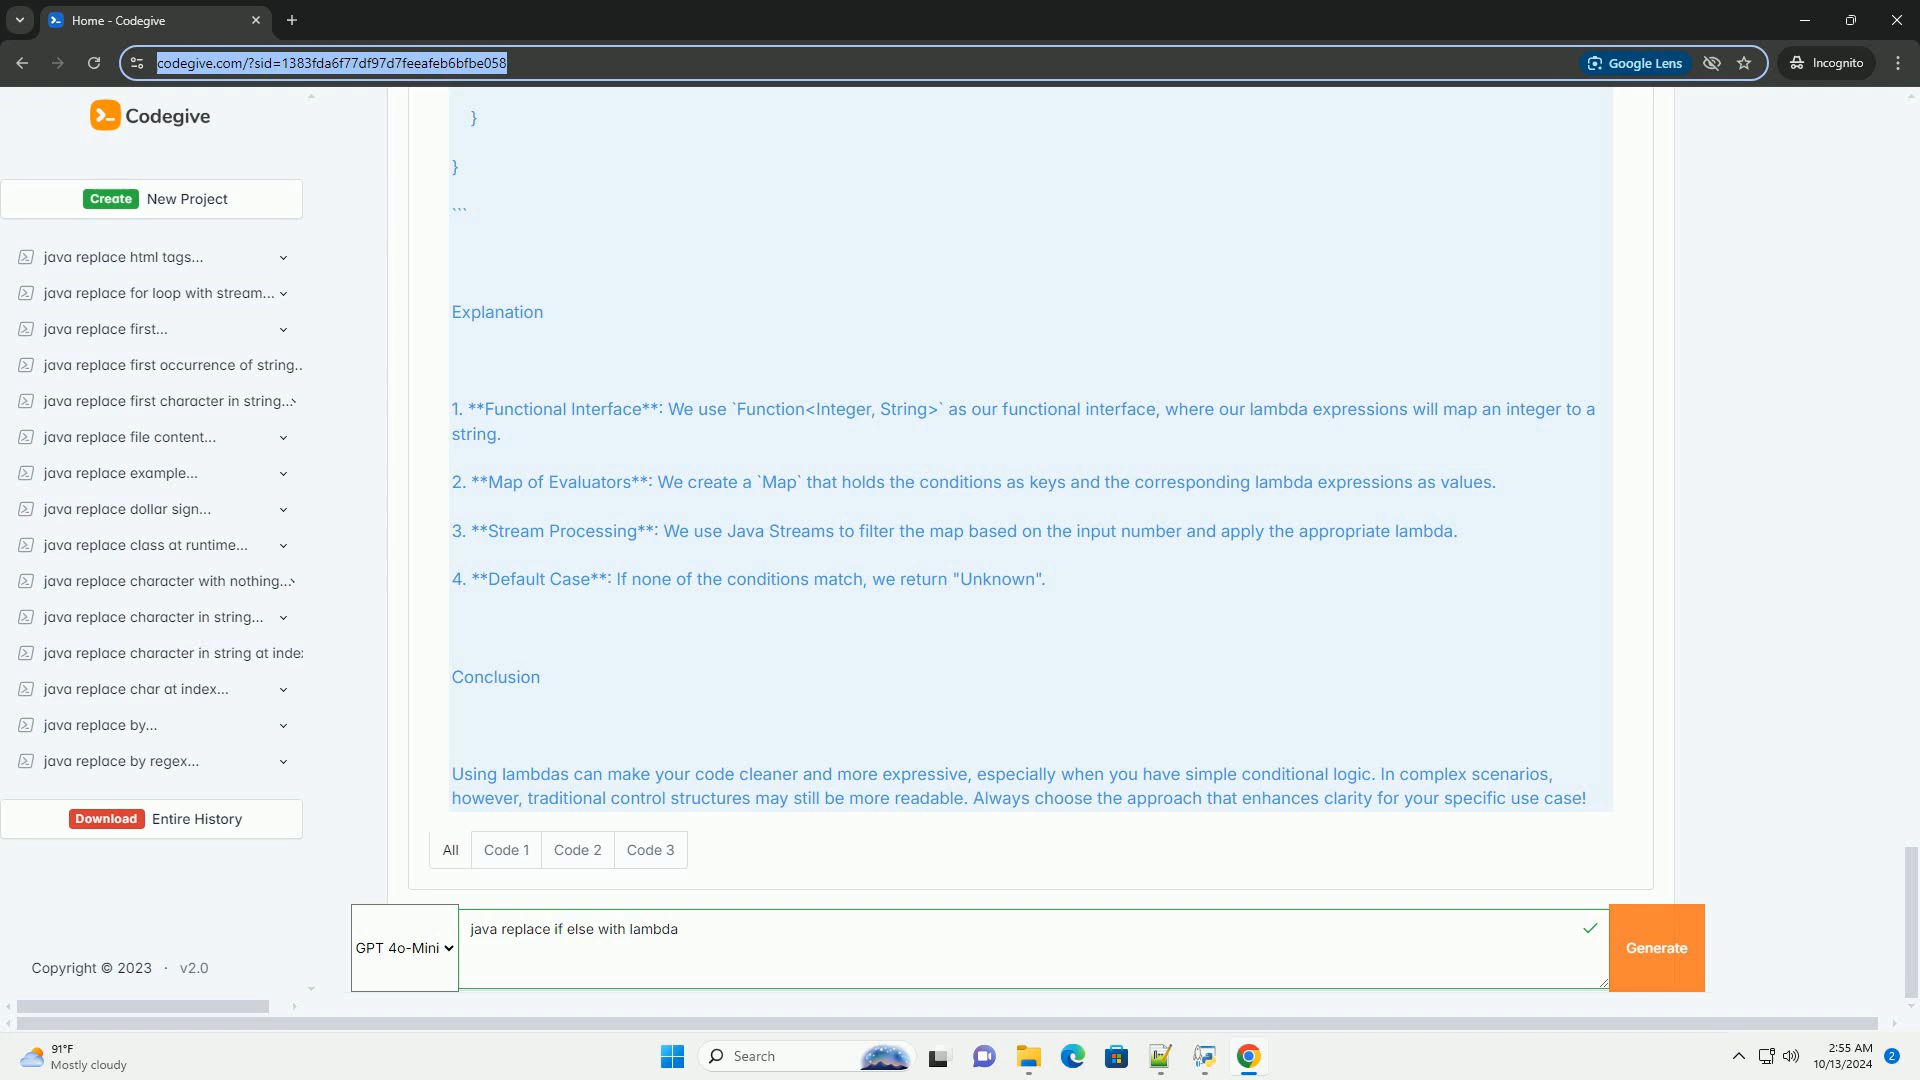 Home - Codegive
codegive.com/?sid=1383fda6f77df97d7feeafeb6bfbe058
Google Lens
Incognito
Codegive
Create New Project
java replace html tags...
java replace for loop with stream...
java replace first...
java replace first occurrence of string..
java replace first character in string...
java replace file content...
java replace example...
java replace dollar sign...
java replace class at runtime...
java replace character with nothing...
java replace character in string...
java replace character in string at inde
java replace char at index...
java replace by...
java replace by regex...
Download Entire History
Copyright © 2023 · v2.0
}
}
```
Explanation
1. **Functional Interface**: We use `Function<Integer, String>` as our functional interface, where our lambda expressions will map an integer to a
string.
2. **Map of Evaluators**: We create a `Map` that holds the conditions as keys and the corresponding lambda expressions as values.
3. **Stream Processing**: We use Java Streams to filter the map based on the input number and apply the appropriate lambda.
4. **Default Case**: If none of the conditions match, we return "Unknown".
Conclusion
Using lambdas can make your code cleaner and more expressive, especially when you have simple conditional logic. In complex scenarios,
however, traditional control structures may still be more readable. Always choose the approach that enhances clarity for your specific use case!
All Code 1 Code 2 Code 3
GPT 4o-Mini
java replace if else with lambda
Generate
91°F
Mostly cloudy
Search
2:55 AM
10/13/2024
2